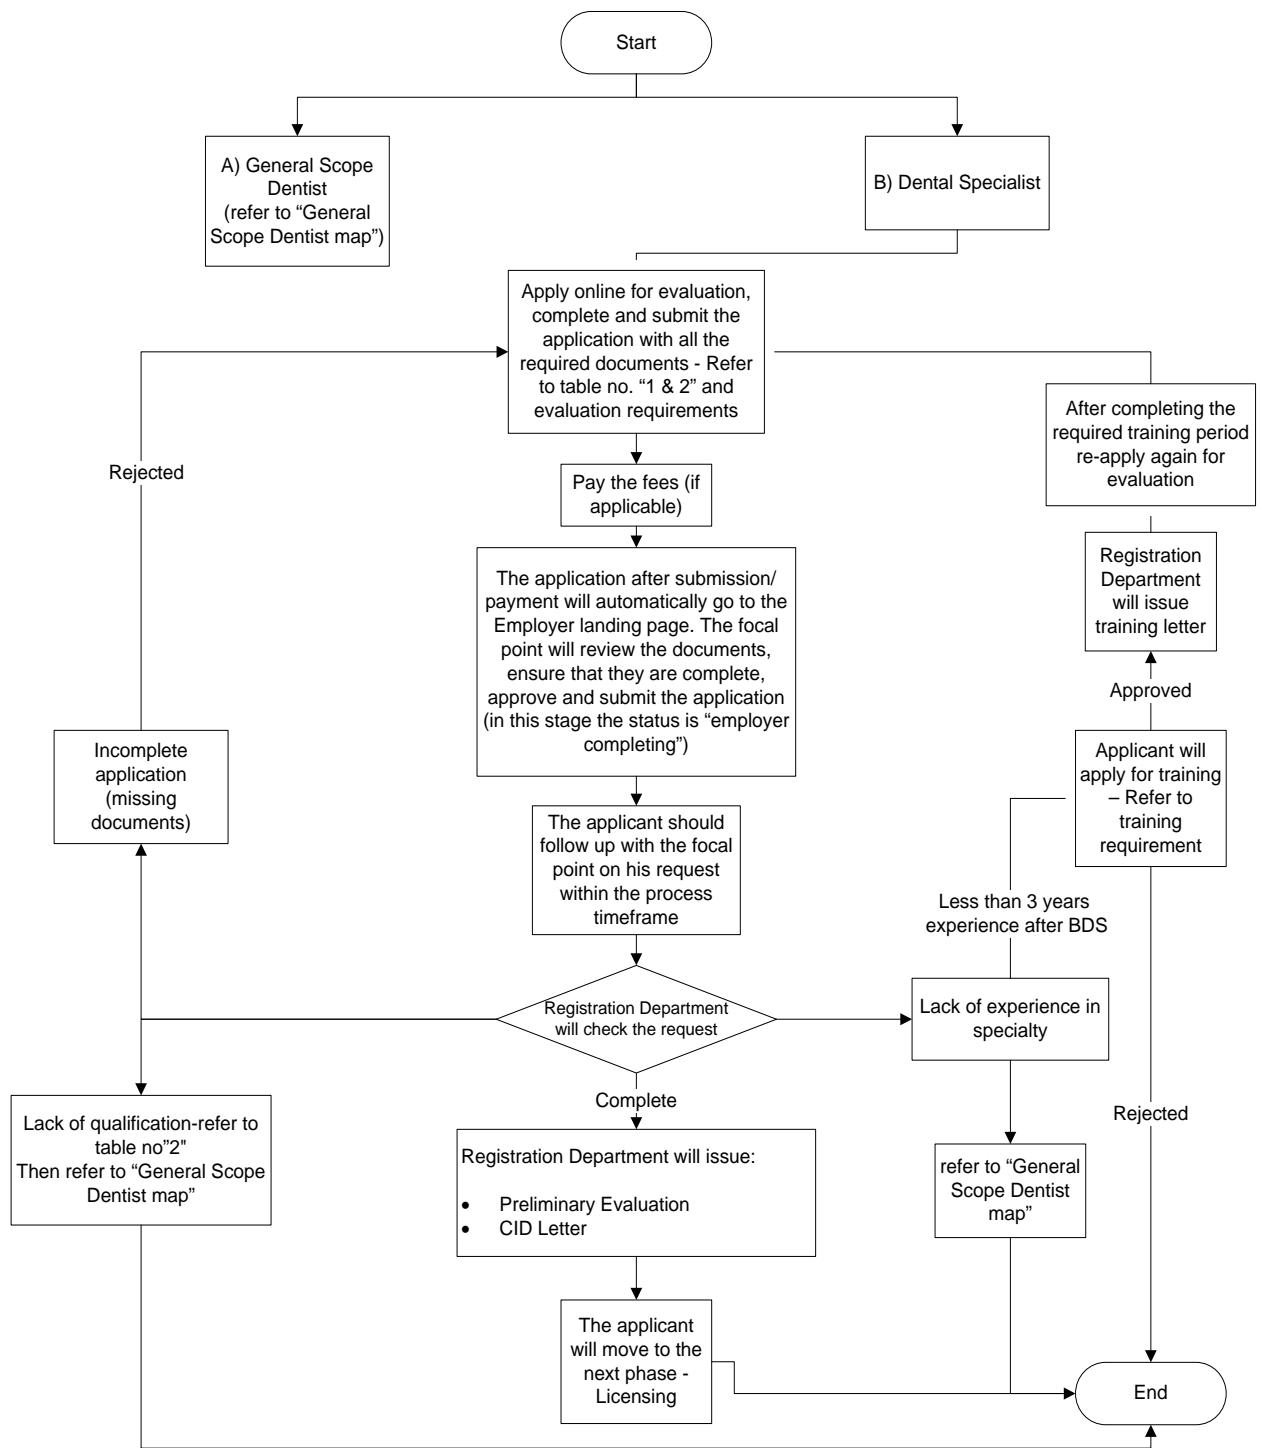 Start
A) General Scope
Dentist
(refer to “General
Scope Dentist map”)
B) Dental Specialist
Apply online for evaluation,
complete and submit the
application with all the
required documents - Refer
to table no. “1 & 2” and
evaluation requirements
After completing the
required training period
re-apply again for
evaluation
Rejected
Pay the fees (if
applicable)
Registration
Department
will issue
training letter
The application after submission/
payment will automatically go to the
Employer landing page. The focal
point will review the documents,
ensure that they are complete,
approve and submit the application
(in this stage the status is “employer
completing”)
Approved
Incomplete
application
(missing
documents)
Applicant will
apply for training
– Refer to
training
requirement
The applicant should
follow up with the focal
point on his request
within the process
timeframe
Less than 3 years
experience after BDS
Registration Department
will check the request
Lack of experience in
specialty
Complete
Rejected
Lack of qualification-refer to
table no”2"
Then refer to “General Scope
Dentist map”
Registration Department will issue:
• Preliminary Evaluation
• CID Letter
refer to “General
Scope Dentist
map”
The applicant
will move to the
next phase -
Licensing
End